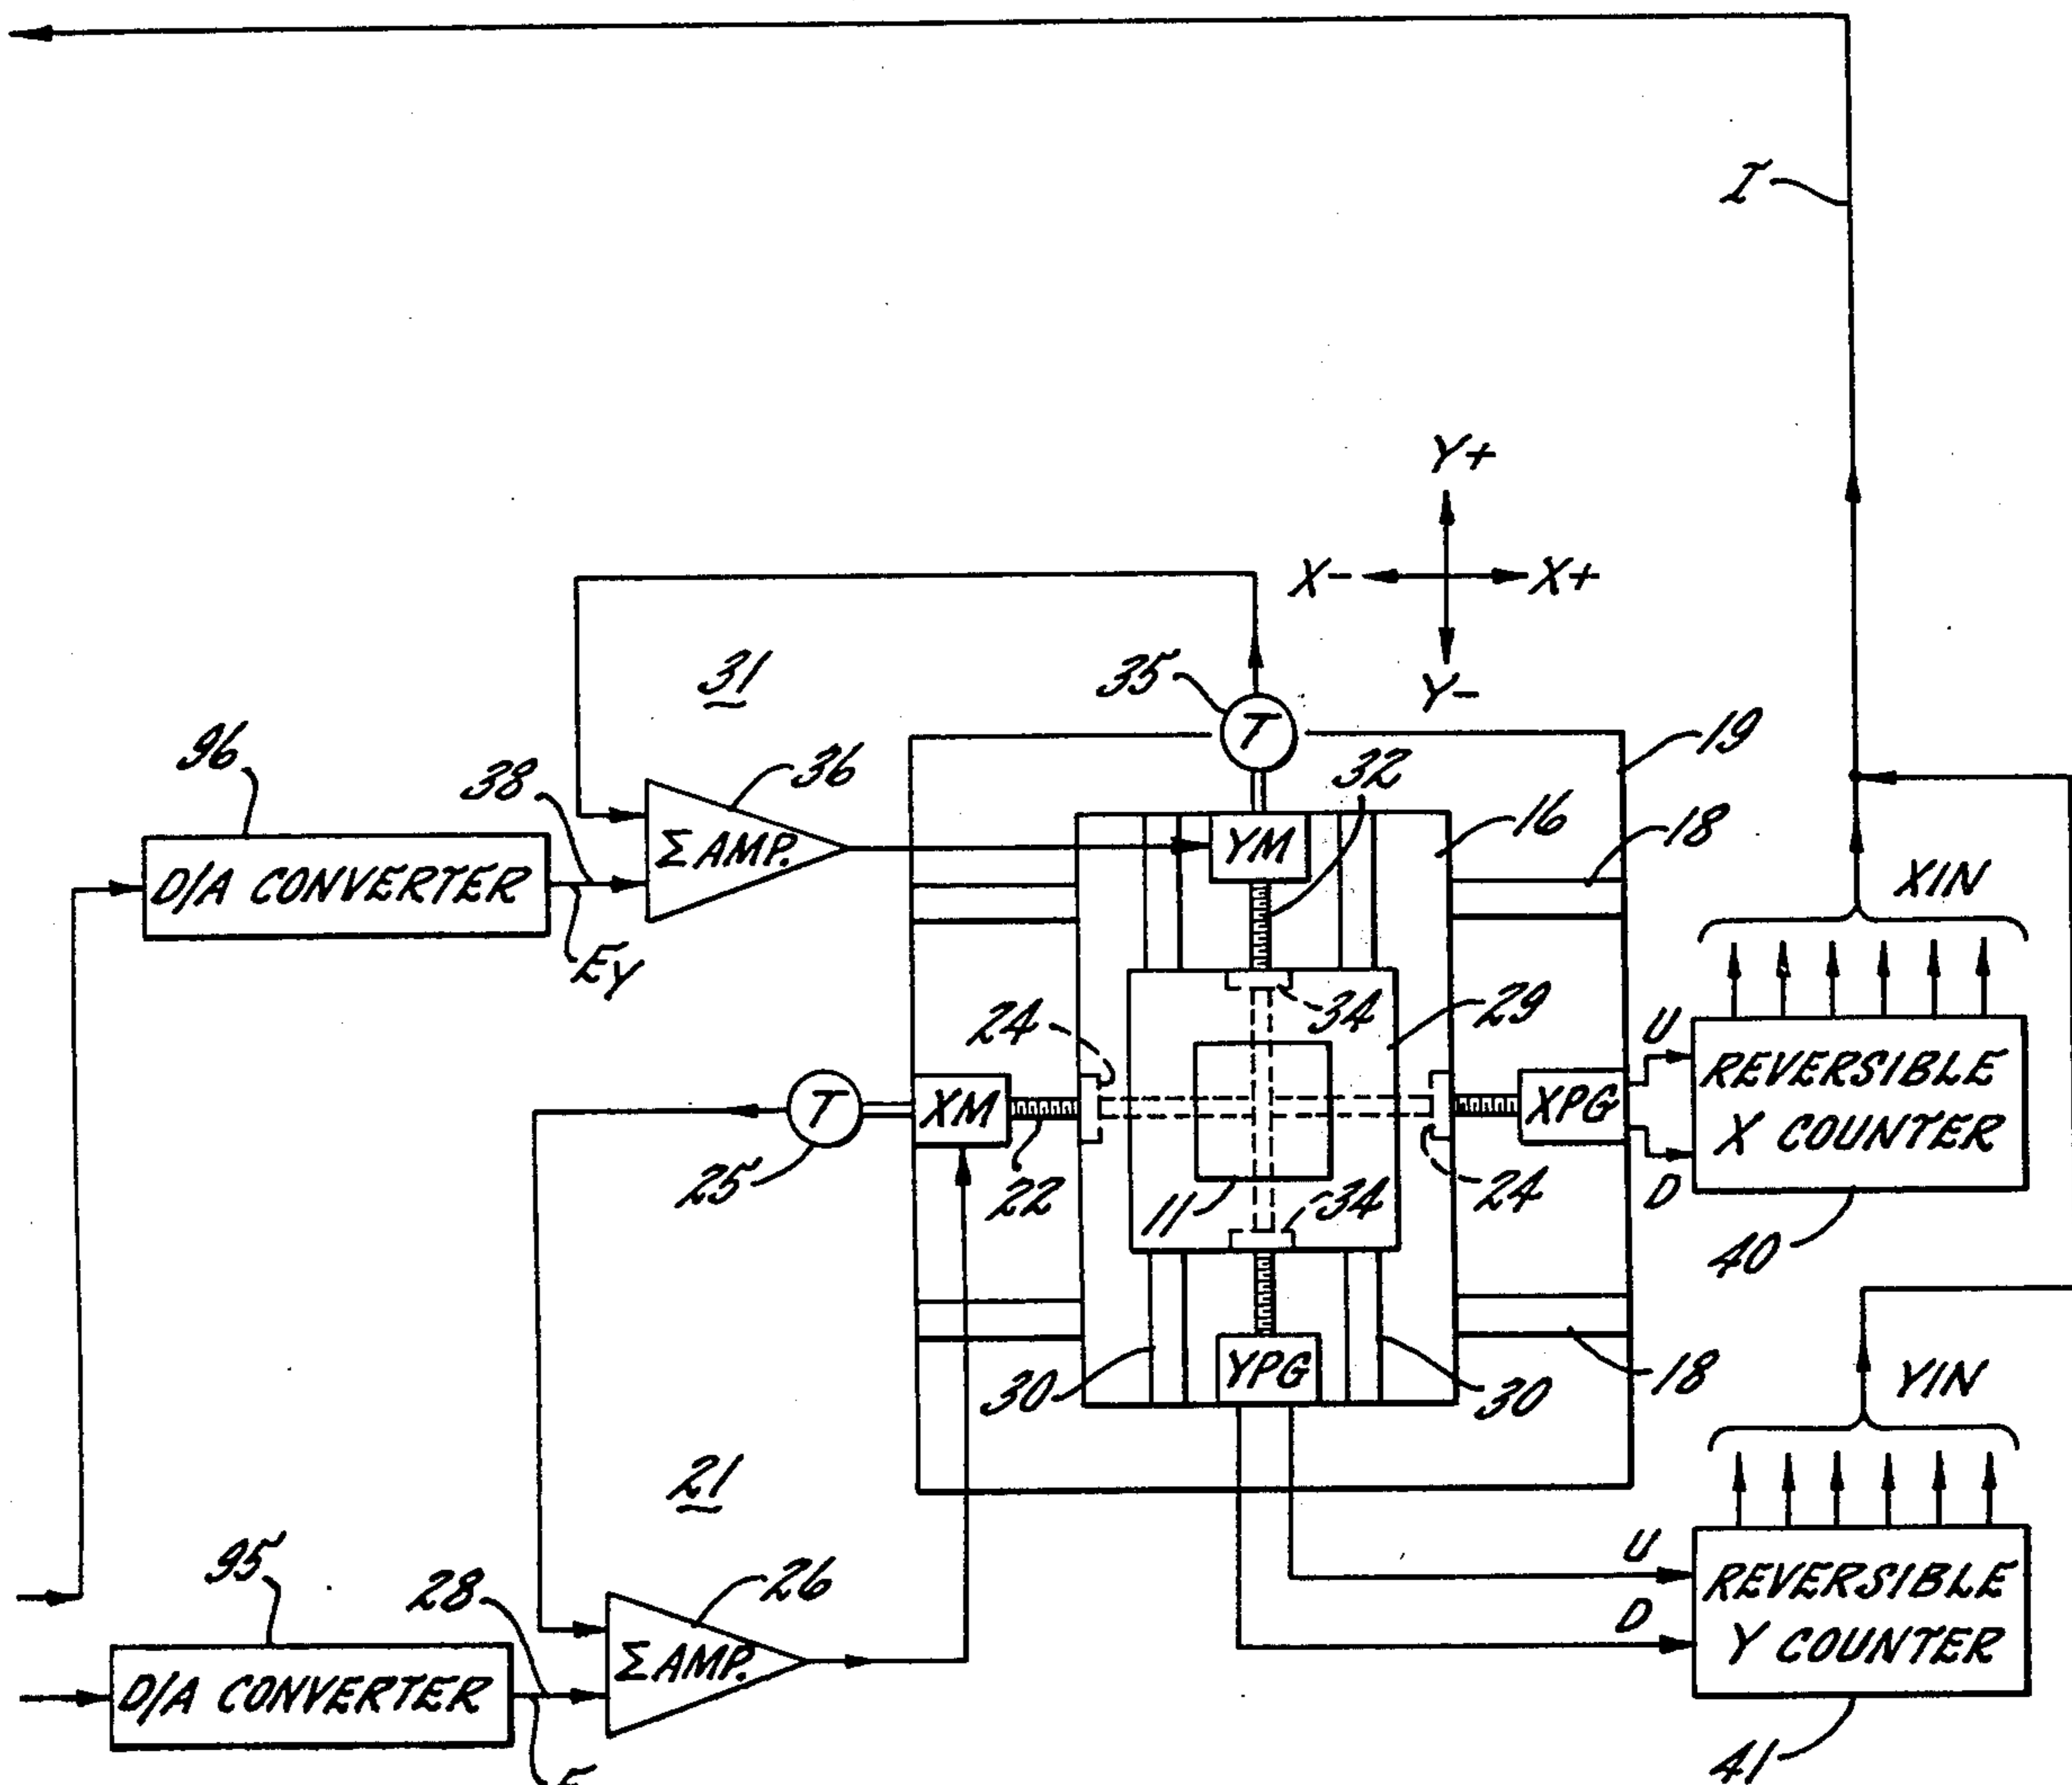 I
Y+
X- X+
Y-
31
35
T
19
96
38
36
32
16
18
Σ AMP.
YM
D/A CONVERTER
XIN
Ey
24
34
29
U
REVERSIBLE
X COUNTER
T
XM
XPG
25
22
11
34
24
D
40
30
YPG
30
18
YIN
21
95
28
26
U
REVERSIBLE
Y COUNTER
D
Σ AMP.
D/A CONVERTER
41